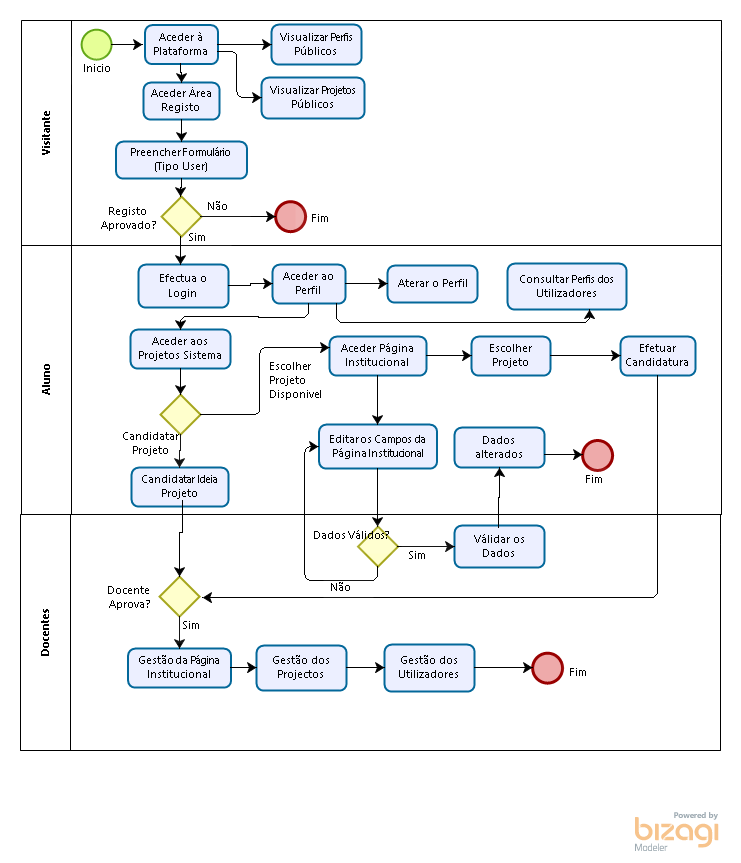 Visitante
Inicio
Aceder à
Plataforma
Visualizar Perfis
Públicos
Visualizar Projetos
Públicos
Aceder Área
Registo
Preencher Formulário
(Tipo User)
Registo
Aprovado?
Não
Fim
Sim
Aluno
Efectua o
Login
Aceder ao
Perfil
Aterar o Perfil
Consultar Perfis dos
Utilizadores
Aceder aos
Projetos Sistema
Escolher
Projeto
Disponivel
Aceder Página
Institucional
Escolher
Projeto
Efetuar
Candidatura
Candidatar
Projeto
Editar os Campos da
Página Institucional
Dados
alterados
Fim
Candidatar Ideia
Projeto
Docentes
Dados Válidos?
Sim
Válidar os
Dados
Não
Docente
Aprova?
Sim
Gestão da Página
Institucional
Gestão dos
Projectos
Gestão dos
Utilizadores
Fim
Powered by
bizagi
Modeler